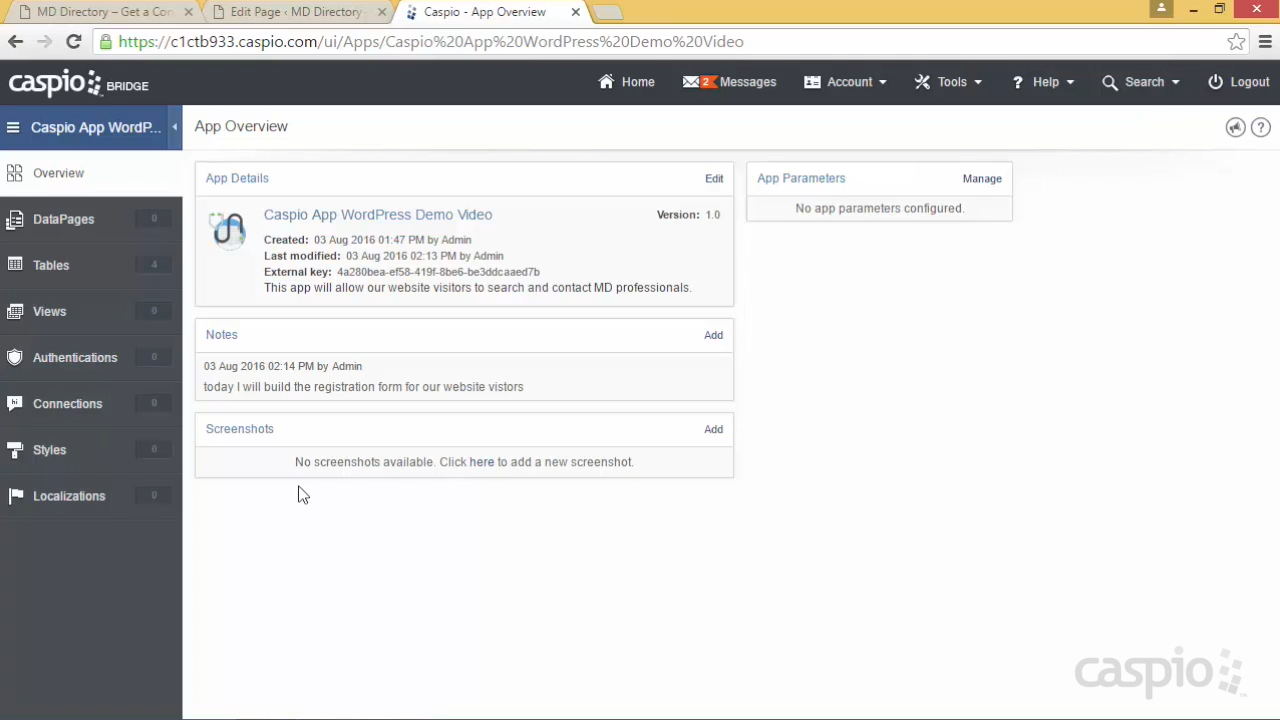 MD Directory – Get a Con
Edit Page ‹ MD Directory -
Caspio - App Overview
https://c1ctb933.caspio.com/ui/Apps/Caspio%20App%20WordPress%20Demo%20Video
caspio BRIDGE
Home
2 Messages
Account
Tools
? Help
Search
Logout
Caspio App WordP...
App Overview
?
Overview
DataPages 0
Tables 4
Views 0
Authentications 0
hi Connections 0
Styles 0
Localizations 0
App Details Edit
Caspio App WordPress Demo Video Version: 1.0
Created: 03 Aug 2016 01:47 PM by Admin
Last modified: 03 Aug 2016 02:13 PM by Admin
External key: 4a280bea-ef58-419f-8be6-be3ddcaaed7b
This app will allow our website visitors to search and contact MD professionals.
App Parameters Manage
No app parameters configured.
Notes Add
03 Aug 2016 02:14 PM by Admin
today I will build the registration form for our website vistors
Screenshots Add
No screenshots available. Click here to add a new screenshot.
caspio